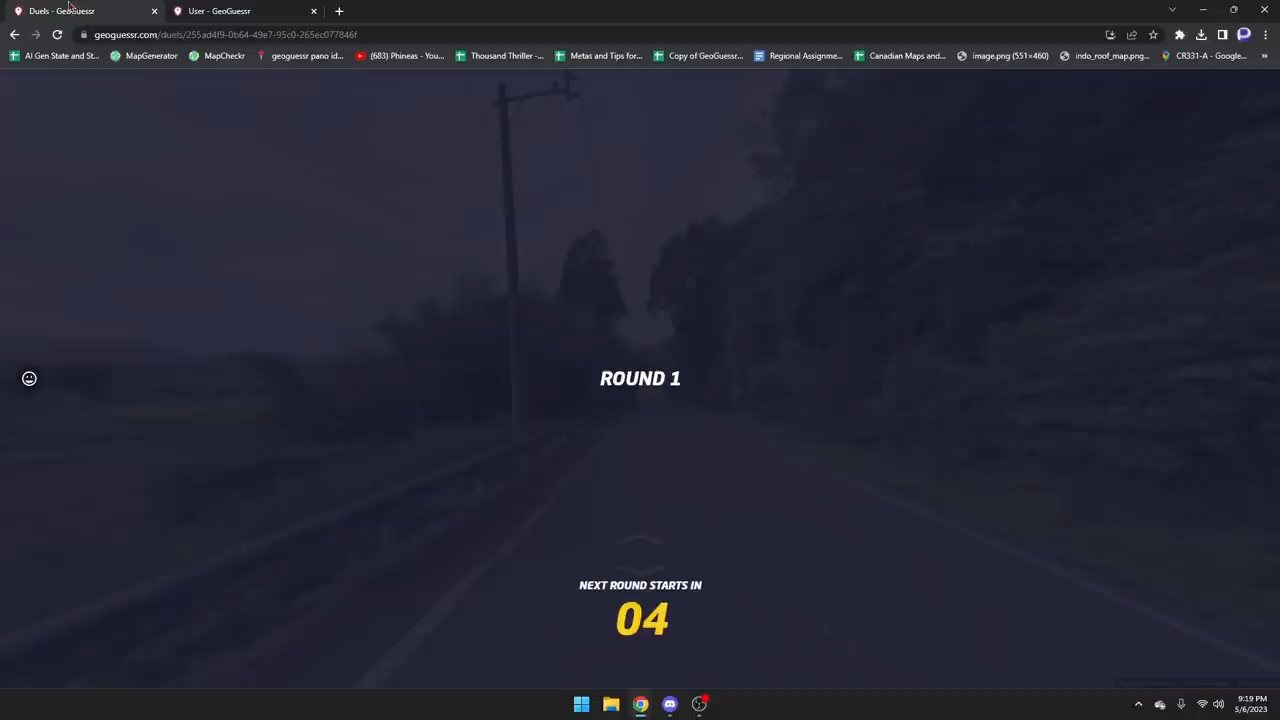 Duels - GeoGuessr
User - GeoGuessr
geoguessr.com/duels/255ad4f9-0b64-49e7-95c0-265ec077846f
AI Gen State and St...
MapGenerator
MapCheckr
geoguessr pano id...
(683) Phineas - You...
Thousand Thriller -...
Metas and Tips for...
Copy of GeoGuessr...
Regional Assignme...
Canadian Maps and...
image.png (551×460)
indo_roof_map.png...
CR331-A - Google...
»
ROUND 1
NEXT ROUND STARTS IN
04
9:19 PM
5/6/2023